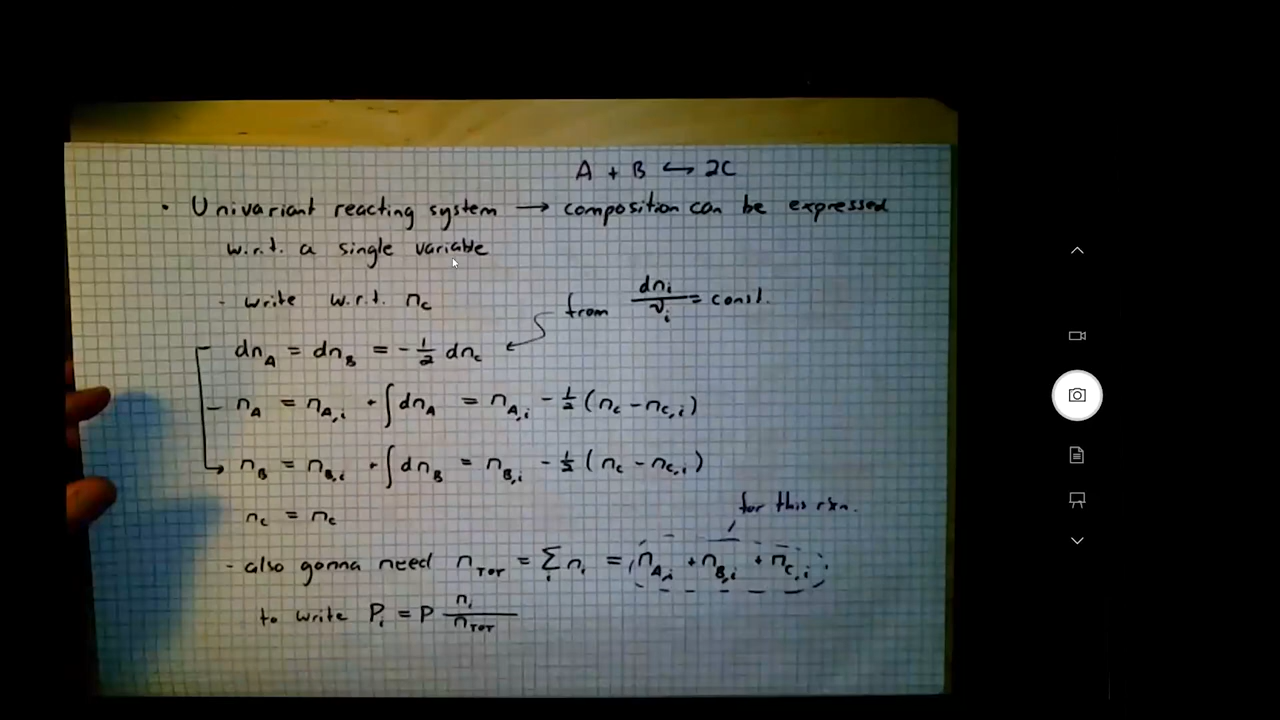 A + B ↔ 2C
• Univariant reacting system → composition can be expressed
w.r.t. a single variable
- write w.r.t. n_C
from dn_i / ν_i = const.
dn_A = dn_B = - 1/2 dn_C
n_A = n_A,i + ∫ dn_A = n_A,i - 1/2 (n_C - n_C,i)
n_B = n_B,i + ∫ dn_B = n_B,i - 1/2 (n_C - n_C,i)
n_C = n_C
for this rxn.
- also gonna need n_TOT = Σ_i n_i = n_A,i + n_B,i + n_C,i
to write P_i = P n_i / n_TOT